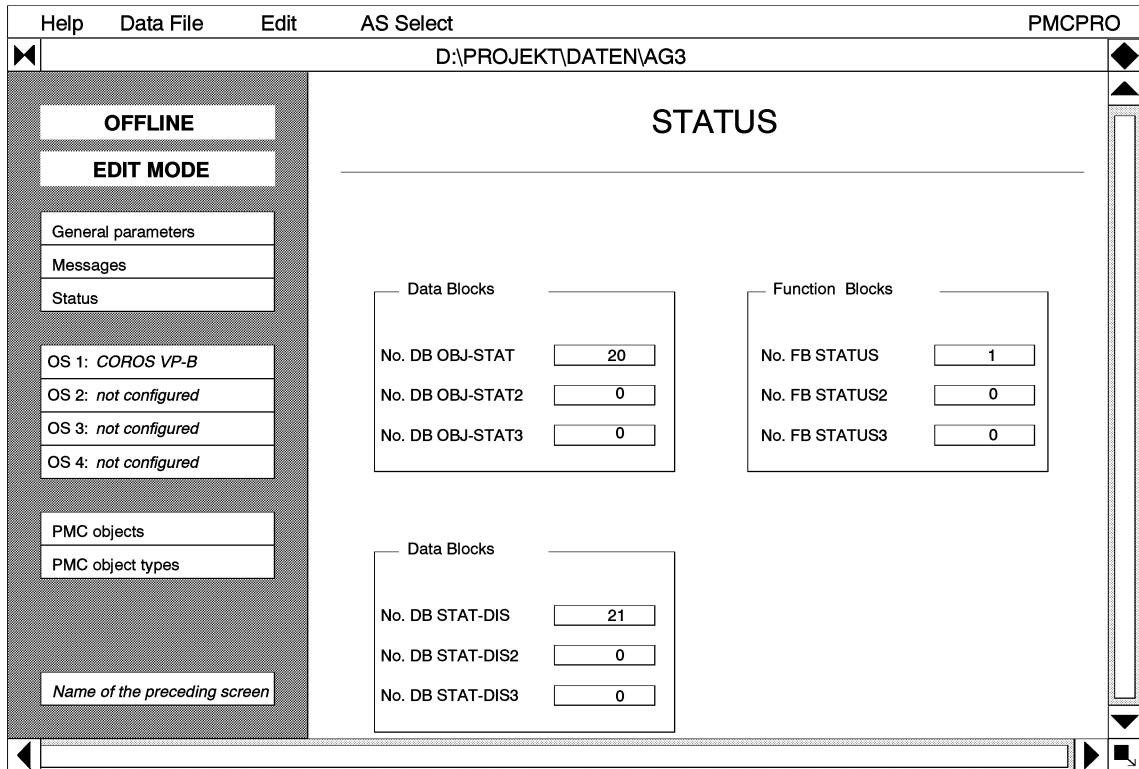 Help Data File Edit AS Select PMCPRO
D:\PROJEKT\DATEN\AG3
OFFLINE
EDIT MODE
General parameters
Messages
Status
OS 1: COROS VP-B
OS 2: not configured
OS 3: not configured
OS 4: not configured
PMC objects
PMC object types
Name of the preceding screen
STATUS
Data Blocks
No. DB OBJ-STAT 20
No. DB OBJ-STAT2 0
No. DB OBJ-STAT3 0
Function Blocks
No. FB STATUS 1
No. FB STATUS2 0
No. FB STATUS3 0
Data Blocks
No. DB STAT-DIS 21
No. DB STAT-DIS2 0
No. DB STAT-DIS3 0